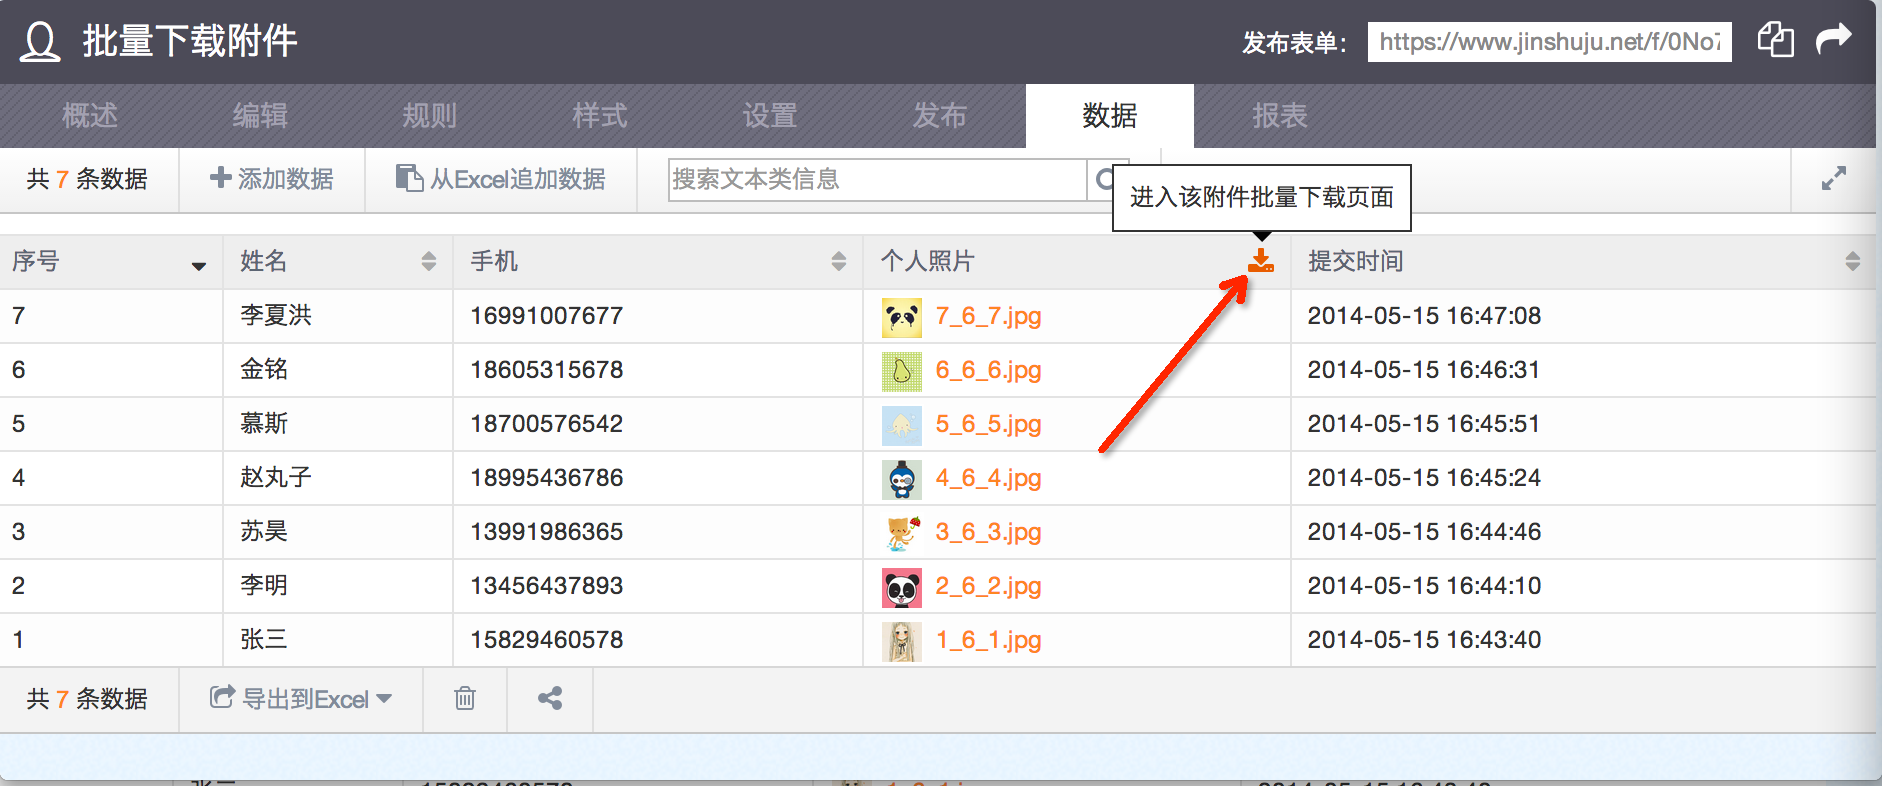 批量下载附件
发布表单： https://www.jinshuju.net/f/0No7
概述 编辑 规则 样式 设置 发布 数据 报表
共 7 条数据 添加数据 从Excel追加数据 搜索文本类信息
进入该附件批量下载页面
序号 姓名 手机 个人照片 提交时间
7 李夏洪 16991007677 7_6_7.jpg 2014-05-15 16:47:08
6 金铭 18605315678 6_6_6.jpg 2014-05-15 16:46:31
5 慕斯 18700576542 5_6_5.jpg 2014-05-15 16:45:51
4 赵丸子 18995436786 4_6_4.jpg 2014-05-15 16:45:24
3 苏昊 13991986365 3_6_3.jpg 2014-05-15 16:44:46
2 李明 13456437893 2_6_2.jpg 2014-05-15 16:44:10
1 张三 15829460578 1_6_1.jpg 2014-05-15 16:43:40
共 7 条数据 导出到Excel